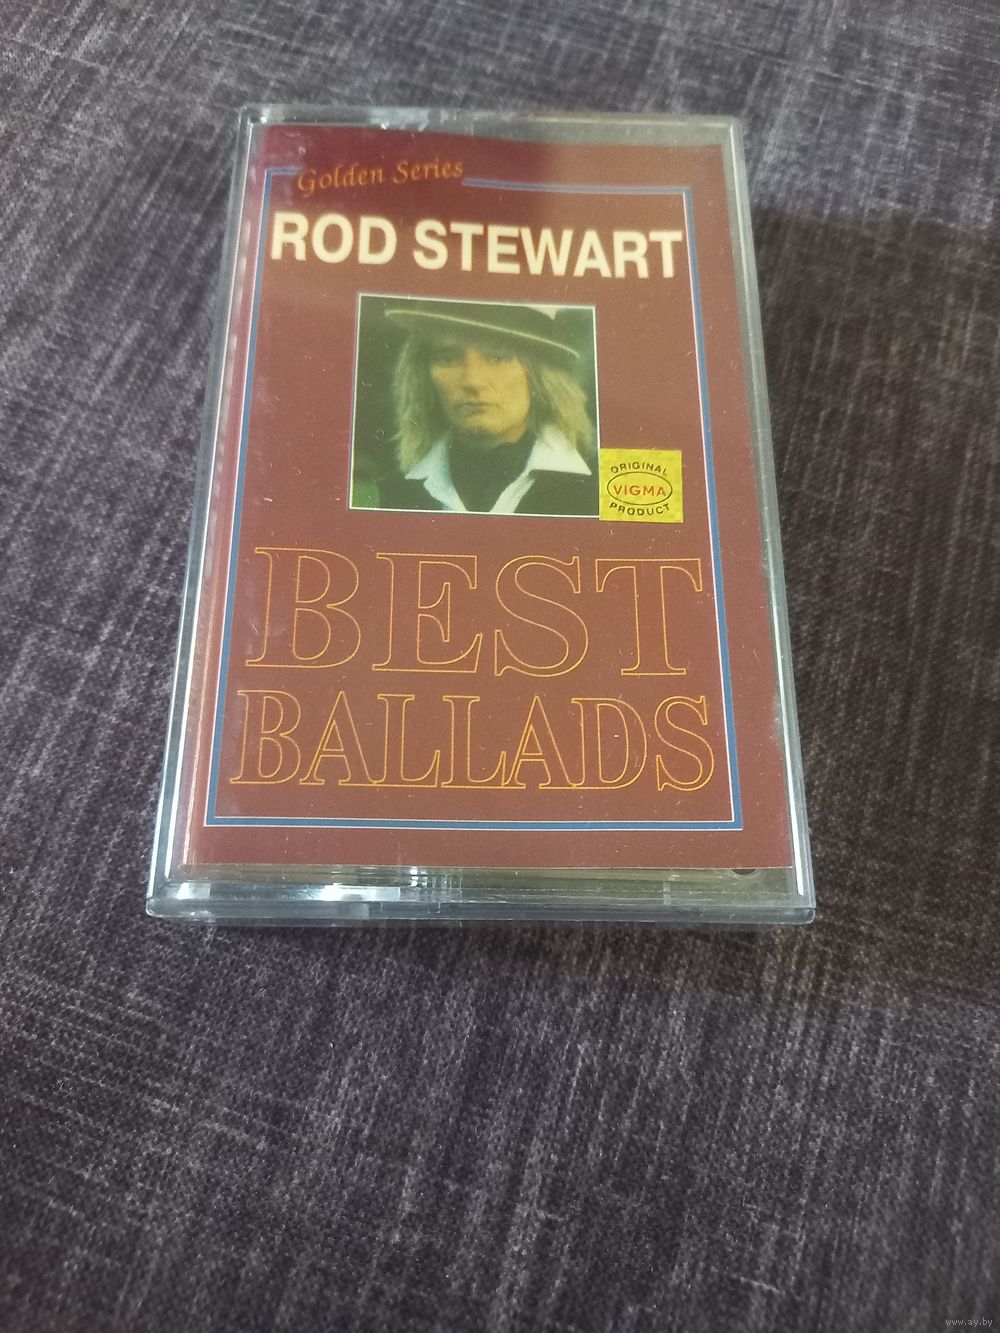 Golden Series
ROD STEWART
ORIGINAL
VIGMA
PRODUCT
BEST
BALLADS
www.ay.by